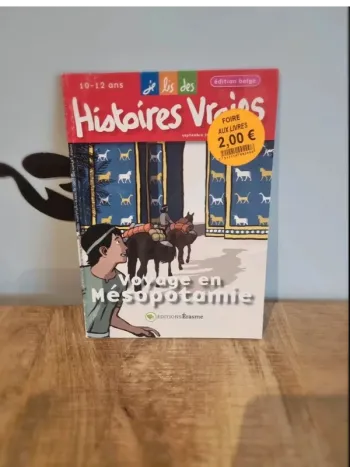 10-12 ans
je lis des
édition belge
Histoires Vraies
FOIRE
AUX LIVRES
2,00 €
Voyage en
Mésopotamie
EDITIONS Érasme